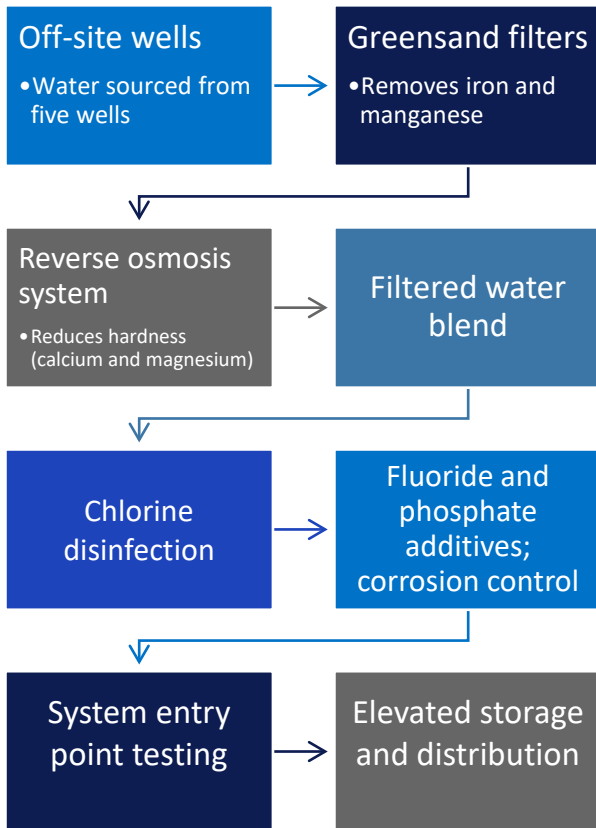 Off-site wells
•Water sourced from
five wells
Greensand filters
•Removes iron and
manganese
Reverse osmosis
system
•Reduces hardness
(calcium and magnesium)
Filtered water
blend
Chlorine
disinfection
Fluoride and
phosphate
additives;
corrosion control
System entry
point testing
Elevated storage
and distribution